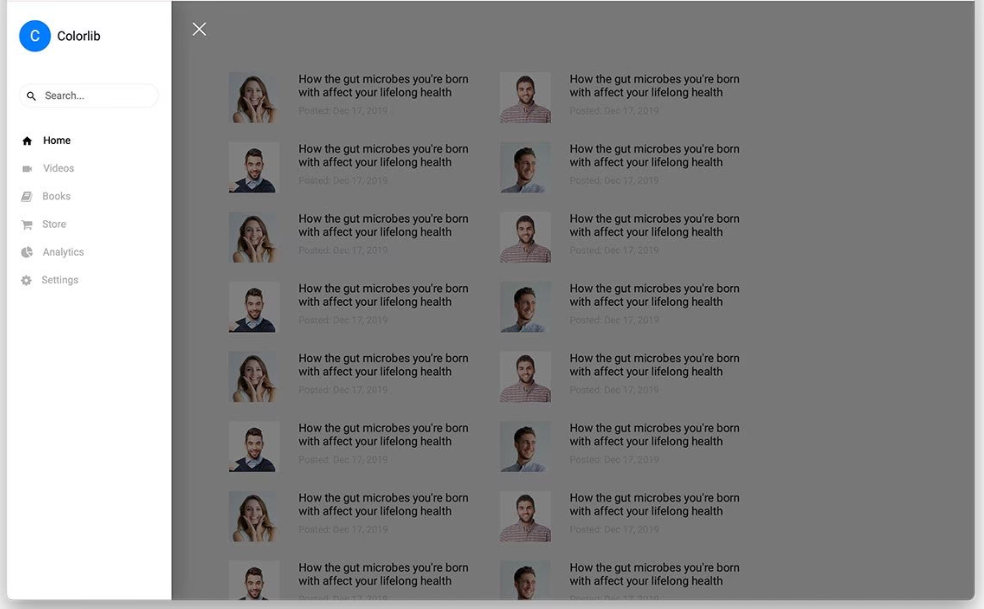 C
Colorlib
Search...
Home
Videos
Books
Store
Analytics
Settings
How the gut microbes you're born
with affect your lifelong health
Posted: Dec 17, 2019
How the gut microbes you're born
with affect your lifelong health
Posted: Dec 17, 2019
How the gut microbes you're born
with affect your lifelong health
Posted: Dec 17, 2019
How the gut microbes you're born
with affect your lifelong health
Posted: Dec 17, 2019
How the gut microbes you're born
with affect your lifelong health
Posted: Dec 17, 2019
How the gut microbes you're born
with affect your lifelong health
Posted: Dec 17, 2019
How the gut microbes you're born
with affect your lifelong health
Posted: Dec 17, 2019
How the gut microbes you're born
with affect your lifelong health
Posted: Dec 17, 2019
How the gut microbes you're born
with affect your lifelong health
Posted: Dec 17, 2019
How the gut microbes you're born
with affect your lifelong health
Posted: Dec 17, 2019
How the gut microbes you're born
with affect your lifelong health
Posted: Dec 17, 2019
How the gut microbes you're born
with affect your lifelong health
Posted: Dec 17, 2019
How the gut microbes you're born
with affect your lifelong health
Posted: Dec 17, 2019
How the gut microbes you're born
with affect your lifelong health
Posted: Dec 17, 2019
How the gut microbes you're born
with affect your lifelong health
Posted: Dec 17, 2019
How the gut microbes you're born
with affect your lifelong health
Posted: Dec 17, 2019